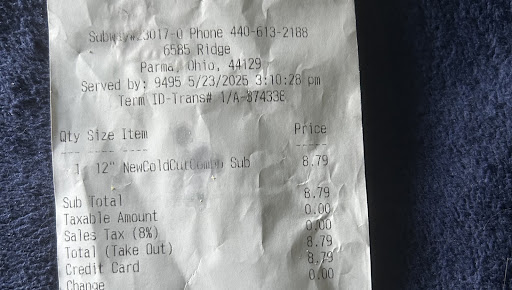 Subway#23017-0 Phone 440-613-2188
6585 Ridge
Parma, Ohio, 44129
Served by: 9495 5/23/2025 3:10:28 pm
Term ID-Trans# 1/A-874338
Qty Size Item Price
1 12" NewColdCutCombo Sub 8.79
Sub Total 8.79
Taxable Amount 0.00
Sales Tax (8%) 0.00
Total (Take Out) 8.79
Credit Card 8.79
Change 0.00